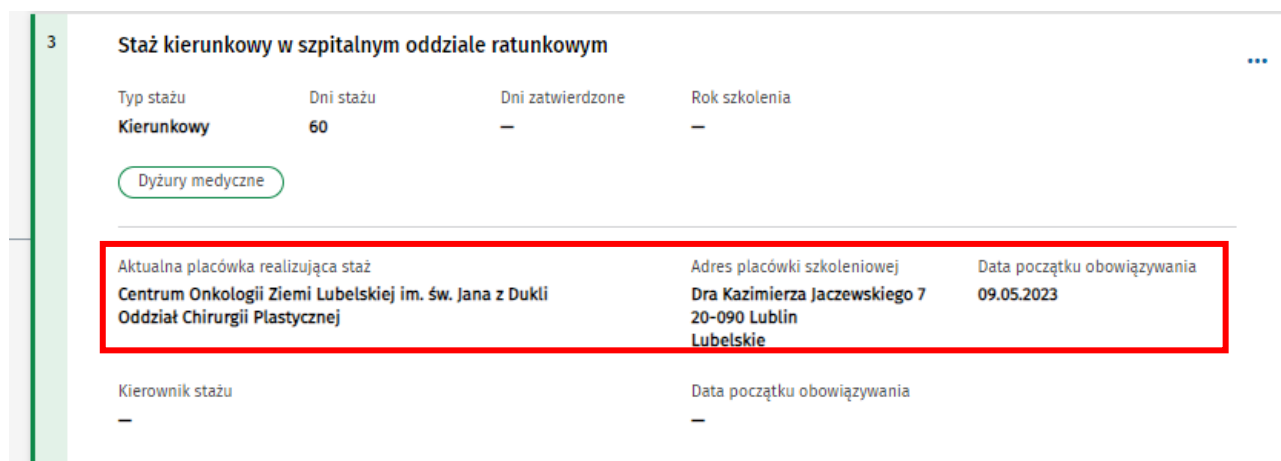 3
Staż kierunkowy w szpitalnym oddziale ratunkowym
...
Typ stażu Dni stażu Dni zatwierdzone Rok szkolenia
Kierunkowy 60 — —
Dyżury medyczne
Aktualna placówka realizująca staż Adres placówki szkoleniowej Data początku obowiązywania
Centrum Onkologii Ziemi Lubelskiej im. św. Jana z Dukli Dra Kazimierza Jaczewskiego 7 09.05.2023
Oddział Chirurgii Plastycznej 20-090 Lublin
Lubelskie
Kierownik stażu Data początku obowiązywania
— —